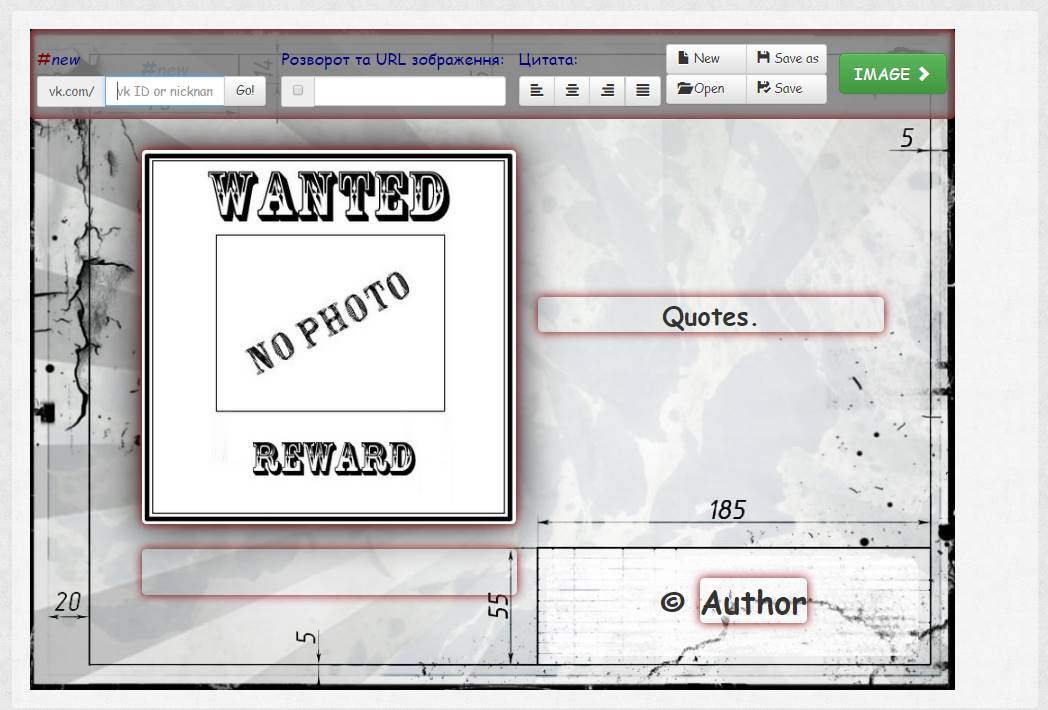 #new
Розворот та URL зображення:
Цитата:
vk.com/
vk ID or nicknan
Go!
New
Save as
Open
Save
IMAGE
5
WANTED
NO PHOTO
REWARD
Quotes.
185
55
© Author
20
5